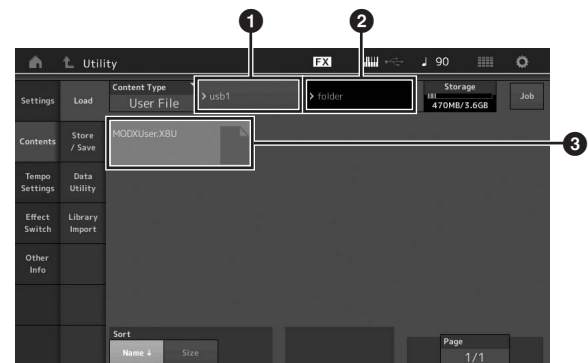 1
2
Utility
FX
♩ 90
Settings
Load
Content Type
User File
> usb1
> folder
Storage
470MB/3.6GB
Job
Contents
Store
/ Save
MODXUser.X8U
3
Tempo
Settings
Data
Utility
Effect
Switch
Library
Import
Other
Info
Sort
Name ↓
Size
Page
1/1